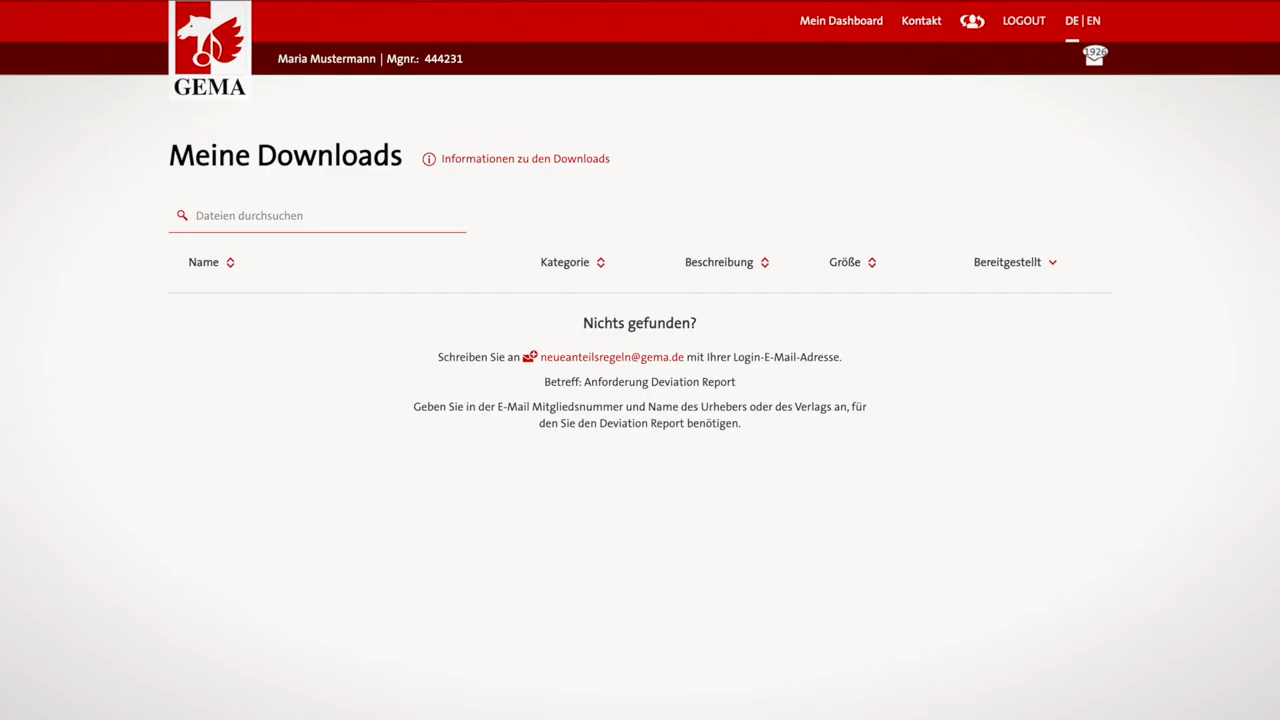 Mein Dashboard Kontakt LOGOUT DE | EN
Maria Mustermann | Mgnr.: 444231
1926
GEMA
Meine Downloads Informationen zu den Downloads
Dateien durchsuchen
Name Kategorie Beschreibung Größe Bereitgestellt
Nichts gefunden?
Schreiben Sie an neueanteilsregeln@gema.de mit Ihrer Login-E-Mail-Adresse.
Betreff: Anforderung Deviation Report
Geben Sie in der E-Mail Mitgliedsnummer und Name des Urhebers oder des Verlags an, für
den Sie den Deviation Report benötigen.